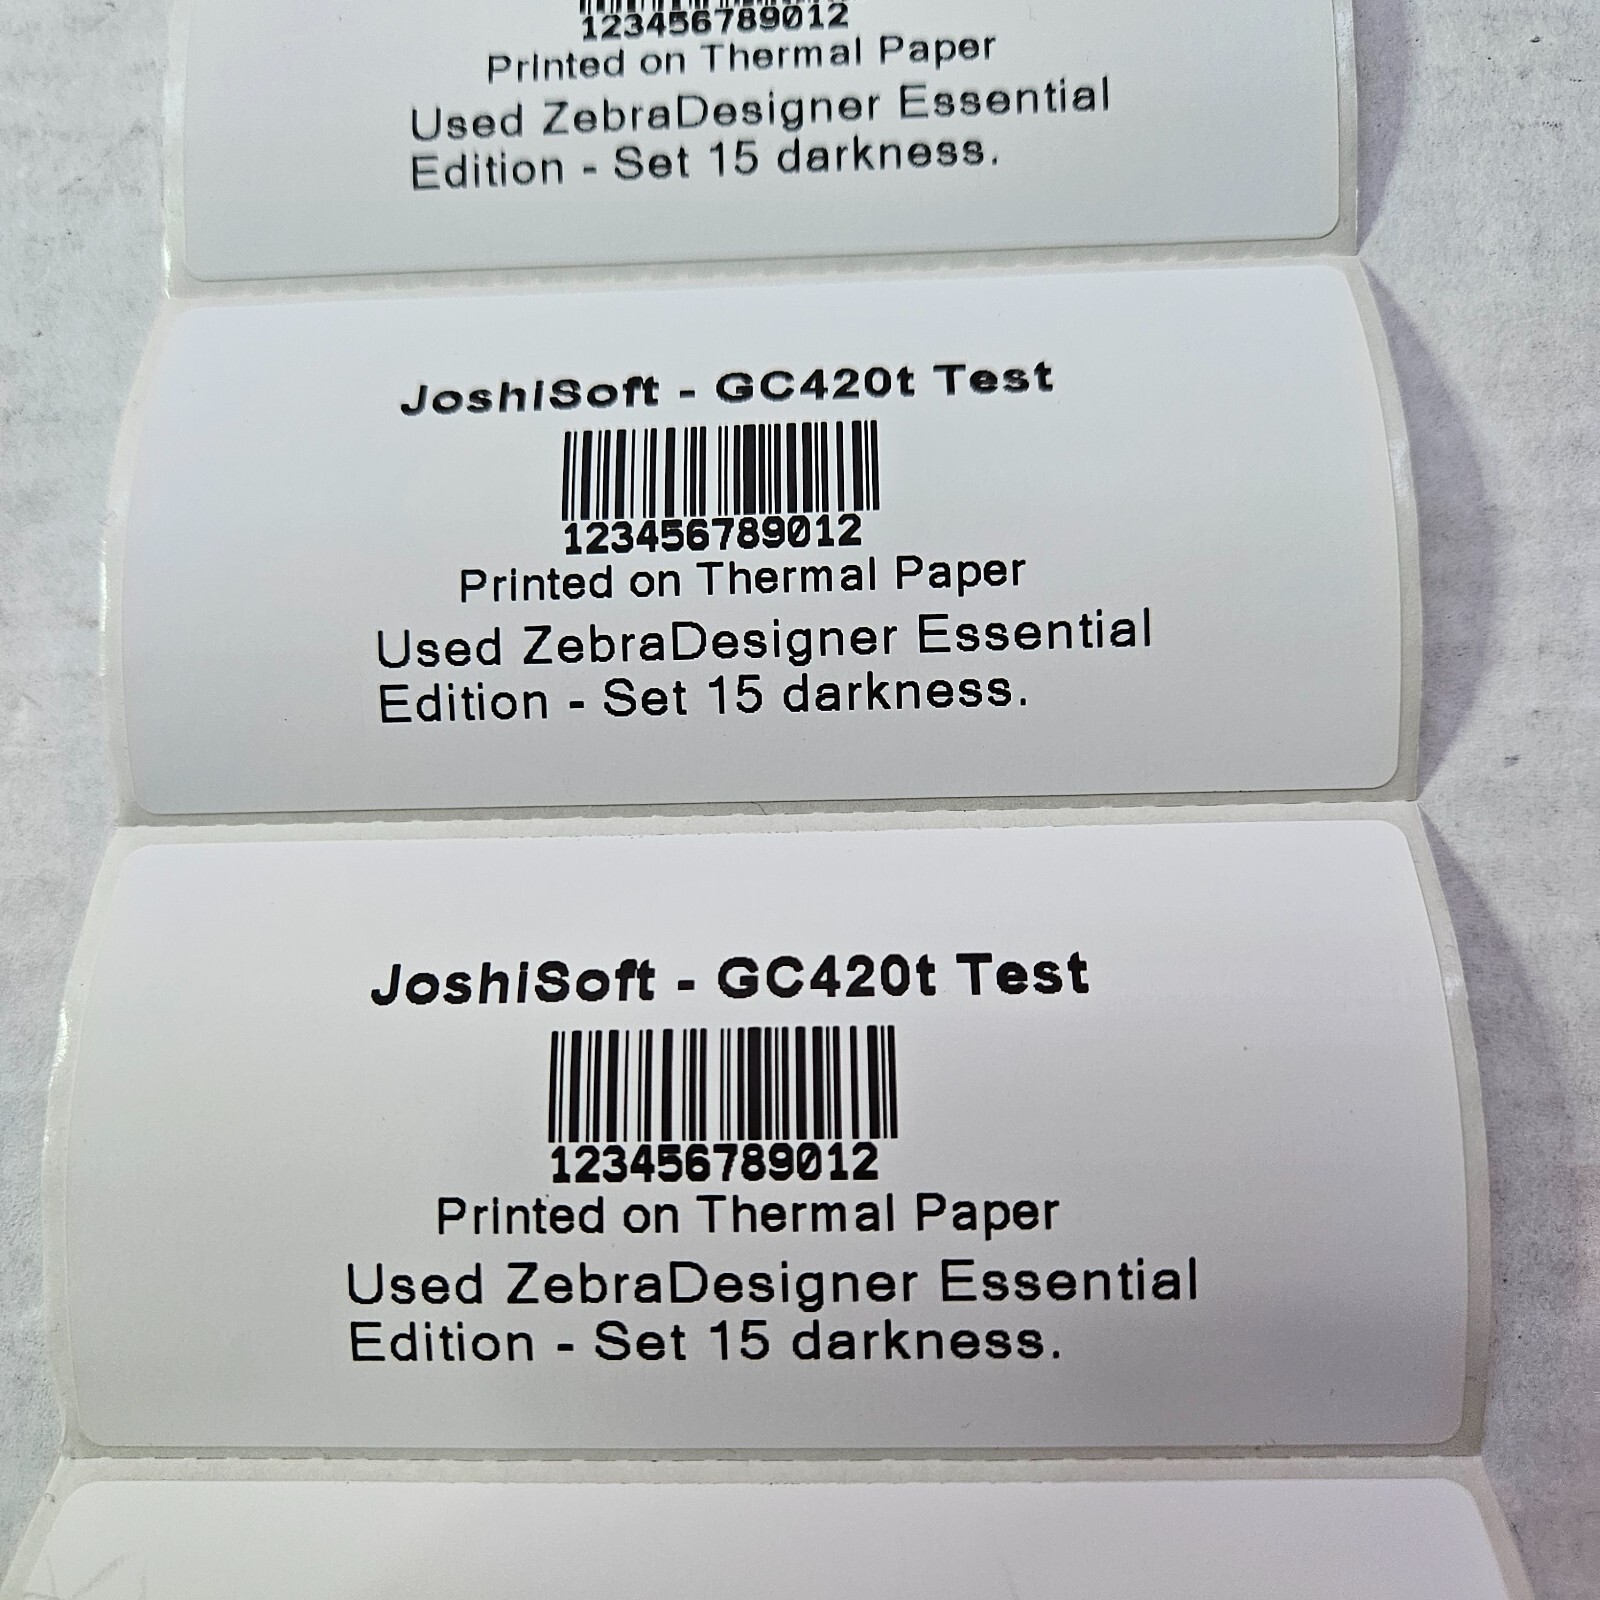 123456789012
Printed on Thermal Paper
Used ZebraDesigner Essential
Edition - Set 15 darkness.
JoshiSoft - GC420t Test
123456789012
Printed on Thermal Paper
Used ZebraDesigner Essential
Edition - Set 15 darkness.
JoshiSoft - GC420t Test
123456789012
Printed on Thermal Paper
Used ZebraDesigner Essential
Edition - Set 15 darkness.